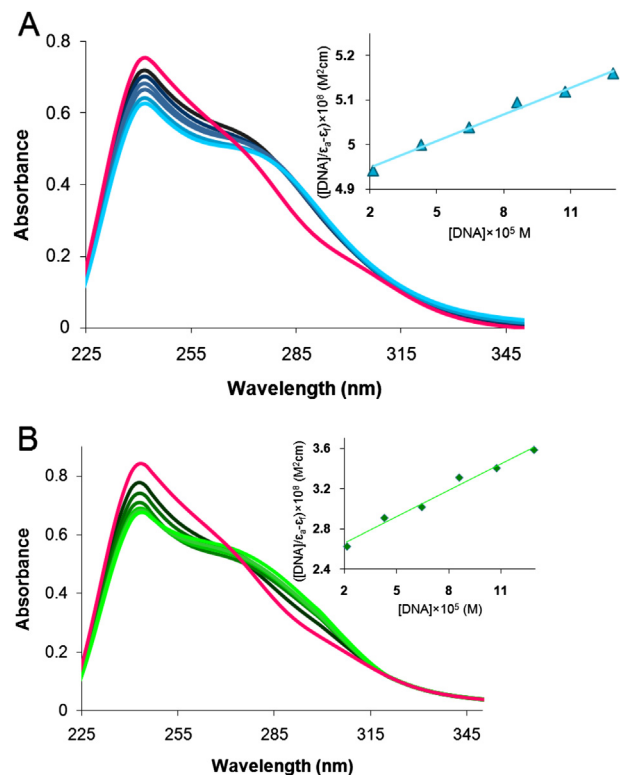 A
Absorbance
0.8
0.6
0.4
0.2
0
225 255 285 315 345
Wavelength (nm)
([DNA]/εa-εf)×10⁸ (M²cm)
5.2
5.1
5
4.9
2 5 8 11
[DNA]×10⁵ M
B
Absorbance
1
0.8
0.6
0.4
0.2
0
225 255 285 315 345
Wavelength (nm)
([DNA]/εa-εf)×10⁸ (M²cm)
3.6
3.2
2.8
2.4
2 5 8 11
[DNA]×10⁵ (M)